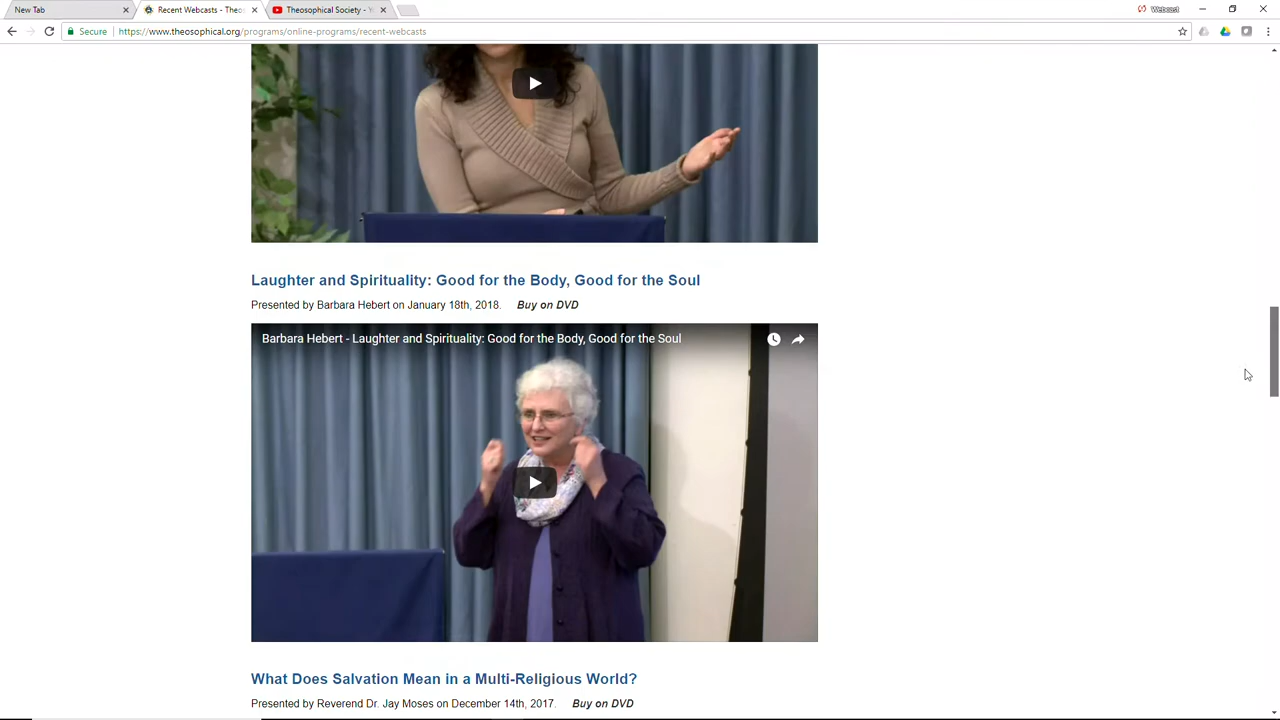 New Tab
Recent Webcasts - Theos
Theosophical Society - Y
Webcast
Secure
https://www.theosophical.org/programs/online-programs/recent-webcasts
Laughter and Spirituality: Good for the Body, Good for the Soul
Presented by Barbara Hebert on January 18th, 2018. Buy on DVD
Barbara Hebert - Laughter and Spirituality: Good for the Body, Good for the Soul
What Does Salvation Mean in a Multi-Religious World?
Presented by Reverend Dr. Jay Moses on December 14th, 2017. Buy on DVD